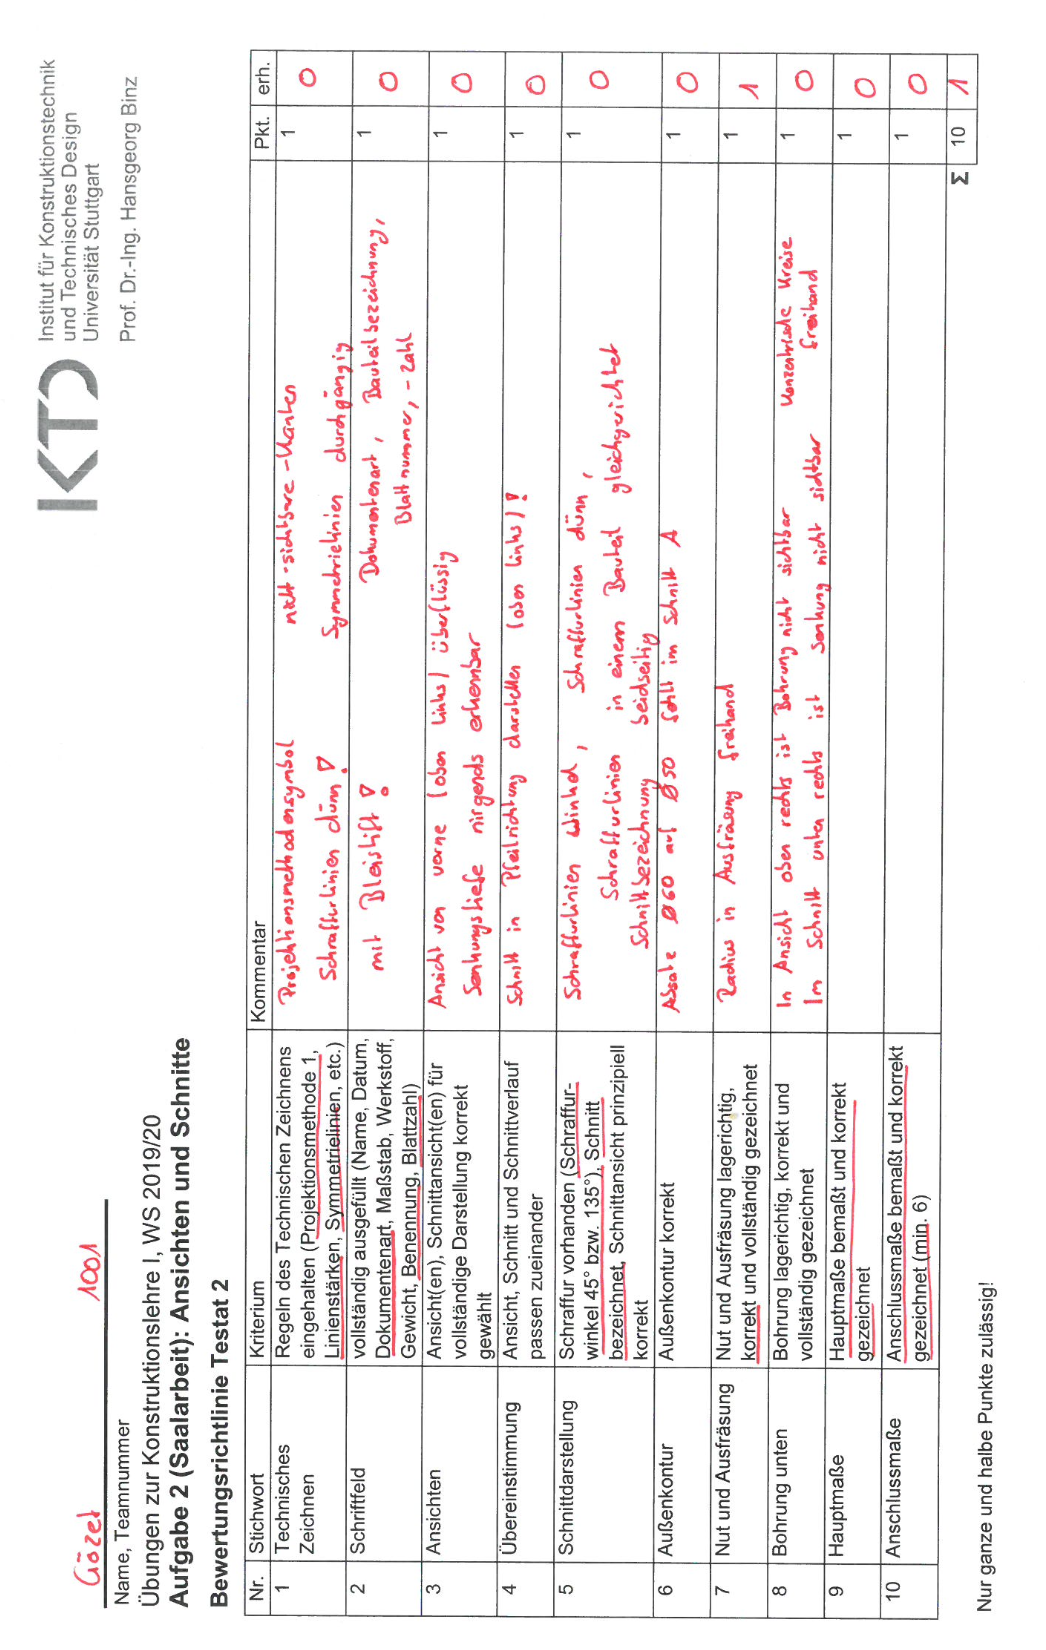 IKTD
Institut für Konstruktionstechnik
und Technisches Design
Universität Stuttgart
Prof. Dr.-Ing. Hansgeorg Binz
Gözel 1001
Name, Teamnummer
Übungen zur Konstruktionslehre I, WS 2019/20
Aufgabe 2 (Saalarbeit): Ansichten und Schnitte
Bewertungsrichtlinie Testat 2
Nr. Stichwort Kriterium Kommentar Pkt. erh.
1 Technisches Zeichnen
Regeln des Technischen Zeichnens
eingehalten (Projektionsmethode 1,
Linienstärken, Symmetrielinien, etc.)
Projektionsmethodensymbol nicht-sichtbare-Kanten
Schraffurlinien dünn! Symmetrielinien durchgängig
1 0
2 Schriftfeld
vollständig ausgefüllt (Name, Datum,
Dokumentenart, Maßstab, Werkstoff,
Gewicht, Benennung, Blattzahl)
mit Bleistift! Dokumentenart, Bauteilbezeichnung,
Blattnummer, -zahl
1 0
3 Ansichten
Ansicht(en), Schnittansicht(en) für
vollständige Darstellung korrekt
gewählt
Ansicht von vorne (oben links) überflüssig
Senkungstiefe nirgends erkennbar
1 0
4 Übereinstimmung
Ansicht, Schnitt und Schnittverlauf
passen zueinander
Schnitt in Pfeilrichtung darstellen (oben links)!
1 0
5 Schnittdarstellung
Schraffur vorhanden (Schraffur-
winkel 45° bzw. 135°), Schnitt
bezeichnet, Schnittansicht prinzipiell
korrekt
Schraffurlinien Winkel, Schraffurlinien dünn,
Schraffurlinien in einem Bauteil gleichgerichtet
Schnittbezeichnung beidseitig
1 0
6 Außenkontur
Außenkontur korrekt
Absatz ø60 auf ø50 fehlt im Schnitt A
1 0
7 Nut und Ausfräsung
Nut und Ausfräsung lagerichtig,
korrekt und vollständig gezeichnet
Radius in Ausfräsung freihand
1 1
8 Bohrung unten
Bohrung lagerichtig, korrekt und
vollständig gezeichnet
In Ansicht oben rechts ist Bohrung nicht sichtbar Konzentrische Kreise
Im Schnitt unten rechts ist Senkung nicht sichtbar freihand
1 0
9 Hauptmaße
Hauptmaße bemaßt und korrekt
gezeichnet
1 0
10 Anschlussmaße
Anschlussmaße bemaßt und korrekt
gezeichnet (min. 6)
1 0
Σ 10 1
Nur ganze und halbe Punkte zulässig!